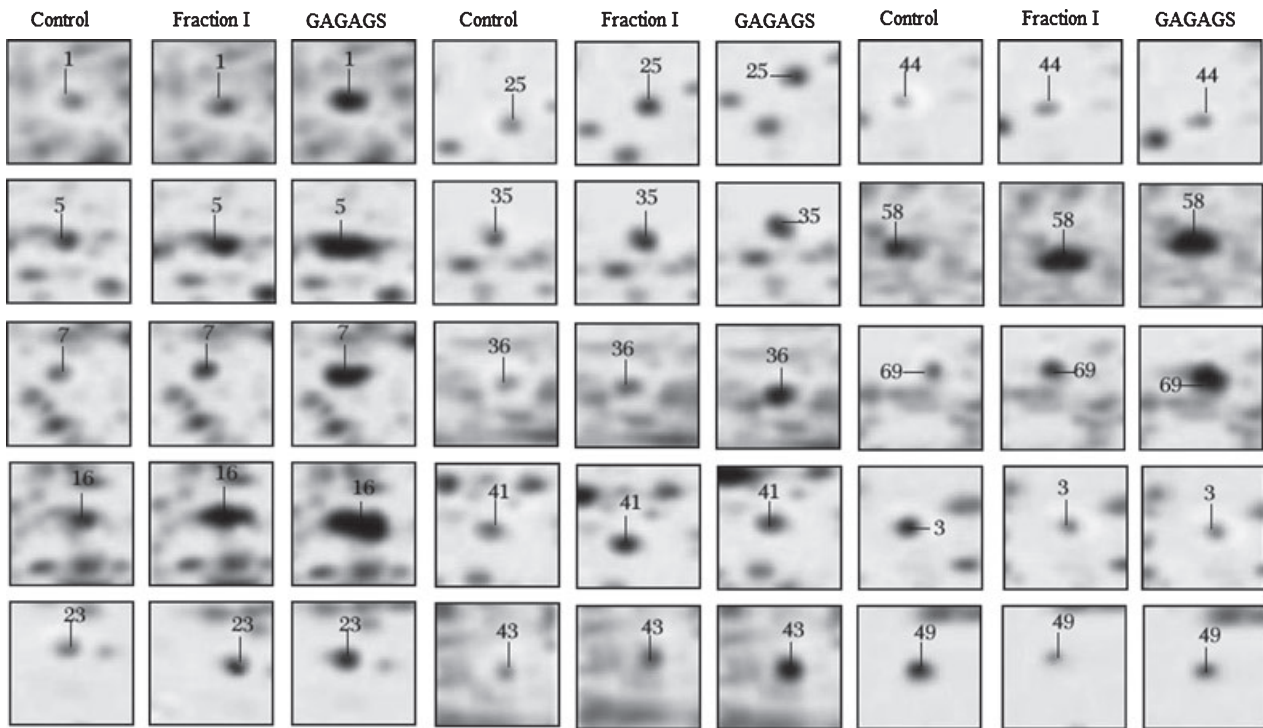 Control Fraction I GAGAGS Control Fraction I GAGAGS Control Fraction I GAGAGS
1 1 1 25 25 25 44 44 44
5 5 5 35 35 35 58 58 58
7 7 7 36 36 36 69 69 69
16 16 16 41 41 41 3 3 3
23 23 23 43 43 43 49 49 49